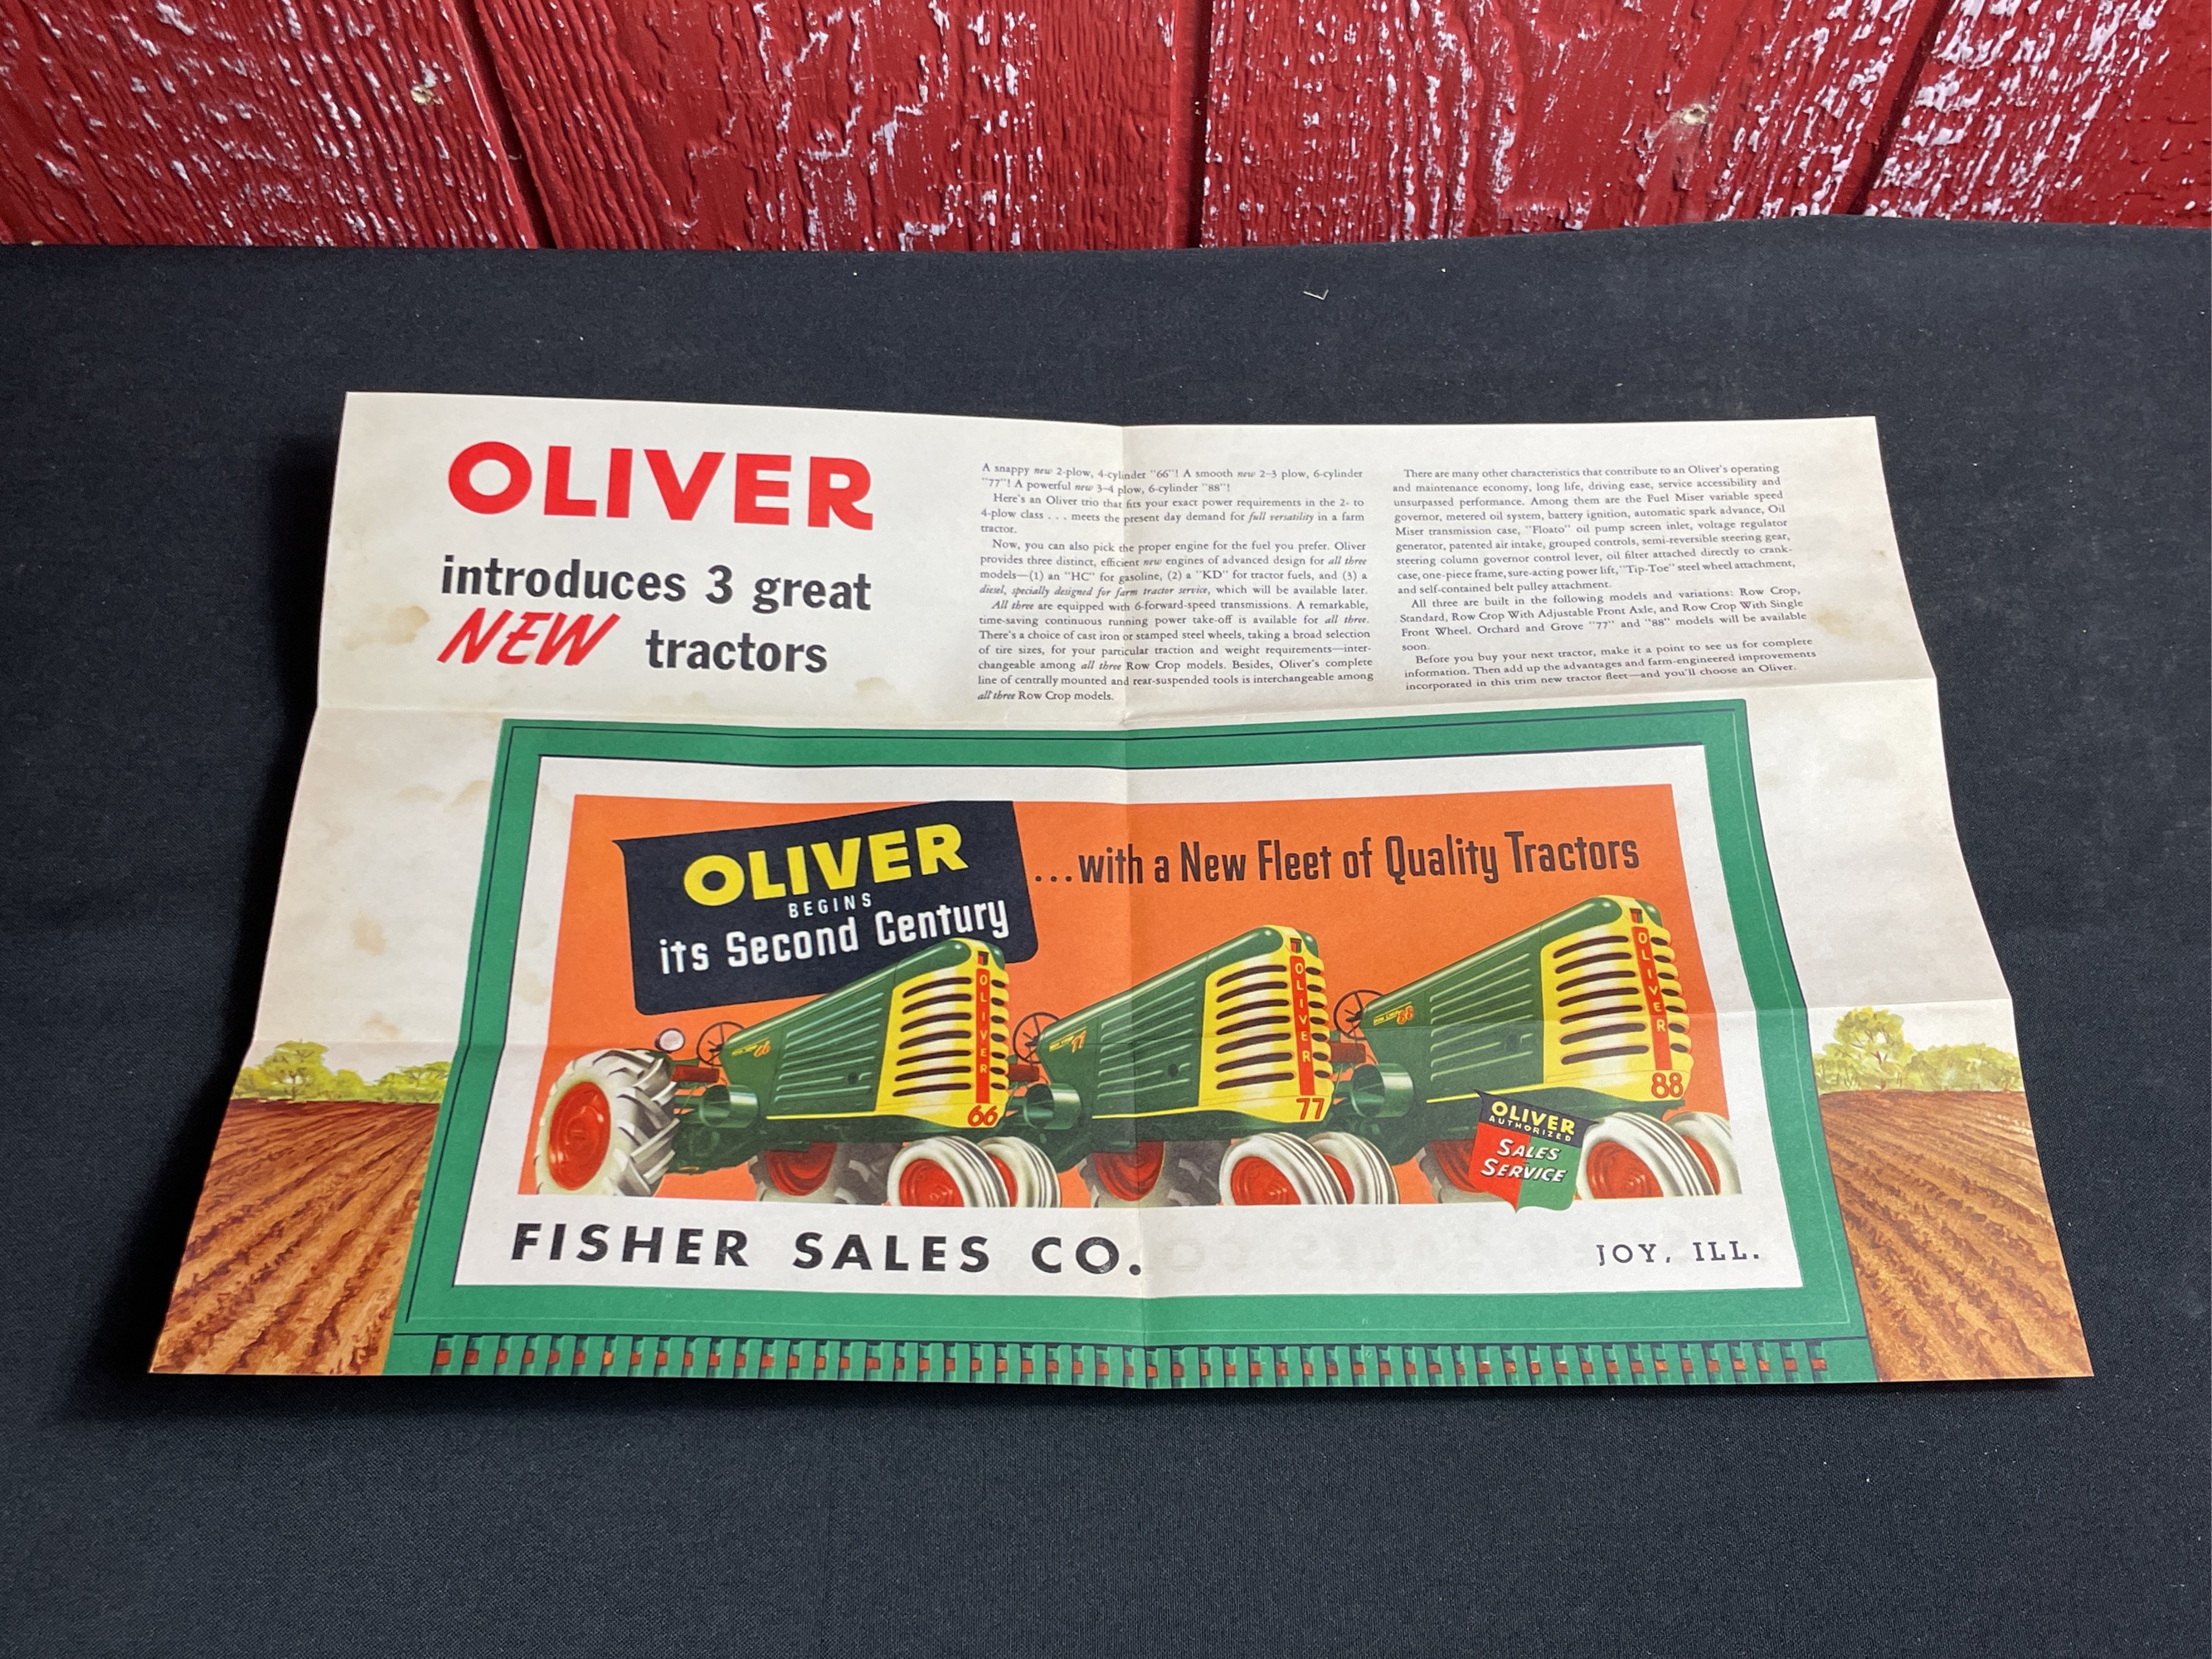 OLIVER
introduces 3 great
NEW tractors
A snappy new 2-plow, 4-cylinder "66"! A smooth new 2-3 plow, 6-cylinder
"77"! A powerful new 3-4 plow, 6-cylinder "88"!
Here's an Oliver trio that fits your exact power requirements in the 2- to
4-plow class . . . meets the present day demand for full versatility in a farm
tractor.
Now, you can also pick the proper engine for the fuel you prefer. Oliver
provides three distinct, efficient new engines of advanced design for all three
models—(1) an "HC" for gasoline, (2) a "KD" for tractor fuels, and (3) a
diesel, specially designed for farm tractor service, which will be available later.
All three are equipped with 6-forward-speed transmissions. A remarkable,
time-saving continuous running power take-off is available for all three.
There's a choice of cast iron or stamped steel wheels, taking a broad selection
of tire sizes, for your particular traction and weight requirements—inter-
changeable among all three Row Crop models. Besides, Oliver's complete
line of centrally mounted and rear-suspended tools is interchangeable among
all three Row Crop models.
There are many other characteristics that contribute to an Oliver's operating
and maintenance economy, long life, driving ease, service accessibility and
unsurpassed performance. Among them are the Fuel Miser variable speed
governor, metered oil system, battery ignition, automatic spark advance, Oil
Miser transmission case, "Floato" oil pump screen inlet, voltage regulator
generator, patented air intake, grouped controls, semi-reversible steering gear,
steering column governor control lever, oil filter attached directly to crank-
case, one-piece frame, sure-acting power lift, "Tip-Toe" steel wheel attachment,
and self-contained belt pulley attachment.
All three are built in the following models and variations: Row Crop,
Standard, Row Crop With Adjustable Front Axle, and Row Crop With Single
Front Wheel. Orchard and Grove "77" and "88" models will be available
soon.
Before you buy your next tractor, make it a point to see us for complete
information. Then add up the advantages and farm-engineered improvements
incorporated in this trim new tractor fleet—and you'll choose an Oliver.
OLIVER
BEGINS
its Second Century
...with a New Fleet of Quality Tractors
OLIVER
66
66
OLIVER
77
77
OLIVER
88
88
OLIVER
AUTHORIZED
SALES
SERVICE
FISHER SALES CO.
JOY, ILL.